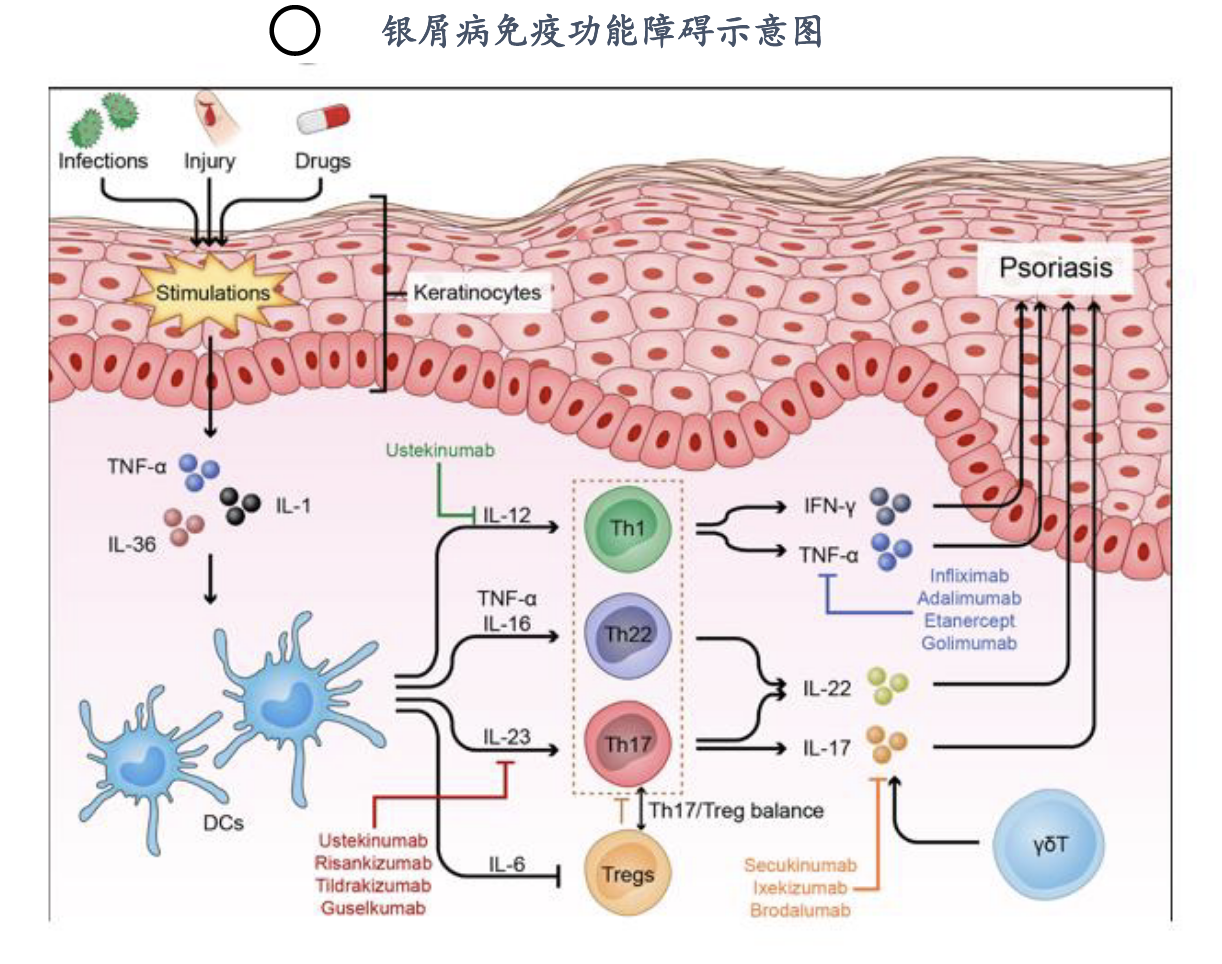 银屑病免疫功能障碍示意图
Infections
Injury
Drugs
Stimulations
Keratinocytes
Psoriasis
TNF-α
IL-1
IL-36
DCs
Ustekinumab
IL-12
TNF-α
IL-16
IL-23
IL-6
Ustekinumab
Risankizumab
Tildrakizumab
Guselkumab
Th1
Th22
Th17
Th17/Treg balance
Tregs
IFN-γ
TNF-α
Infliximab
Adalimumab
Etanercept
Golimumab
IL-22
IL-17
Secukinumab
Ixekizumab
Brodalumab
γδT